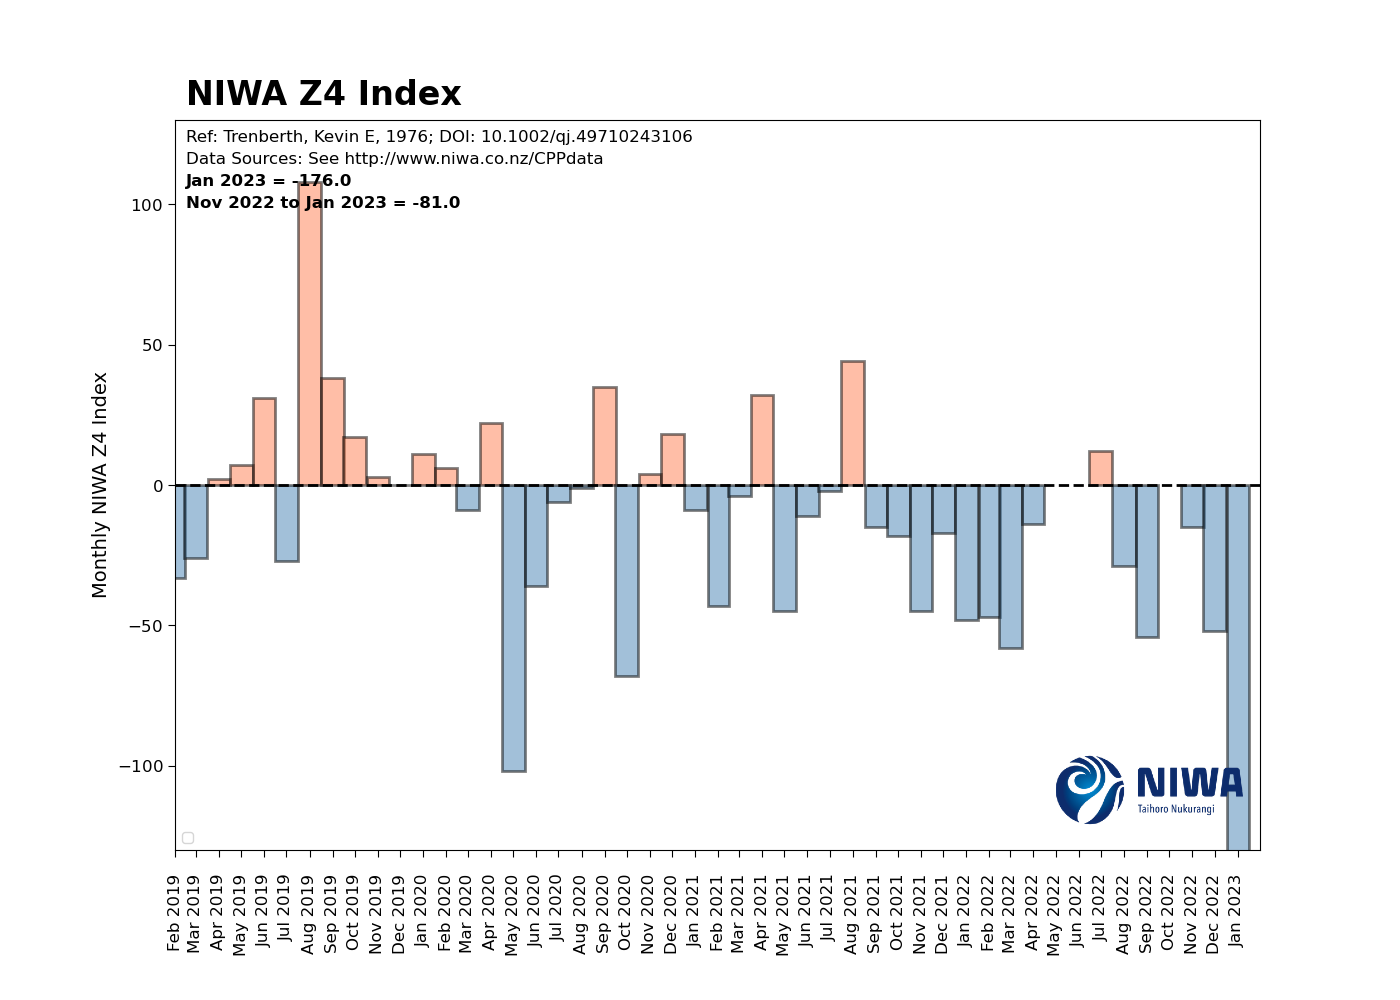 NIWA Z4 Index
Ref: Trenberth, Kevin E, 1976; DOI: 10.1002/qj.49710243106
Data Sources: See http://www.niwa.co.nz/CPPdata
Jan 2023 = -176.0
Nov 2022 to Jan 2023 = -81.0
Monthly NIWA Z4 Index
100
50
0
−50
−100
NIWA
Taihoro Nukurangi
Feb 2019
Mar 2019
Apr 2019
May 2019
Jun 2019
Jul 2019
Aug 2019
Sep 2019
Oct 2019
Nov 2019
Dec 2019
Jan 2020
Feb 2020
Mar 2020
Apr 2020
May 2020
Jun 2020
Jul 2020
Aug 2020
Sep 2020
Oct 2020
Nov 2020
Dec 2020
Jan 2021
Feb 2021
Mar 2021
Apr 2021
May 2021
Jun 2021
Jul 2021
Aug 2021
Sep 2021
Oct 2021
Nov 2021
Dec 2021
Jan 2022
Feb 2022
Mar 2022
Apr 2022
May 2022
Jun 2022
Jul 2022
Aug 2022
Sep 2022
Oct 2022
Nov 2022
Dec 2022
Jan 2023